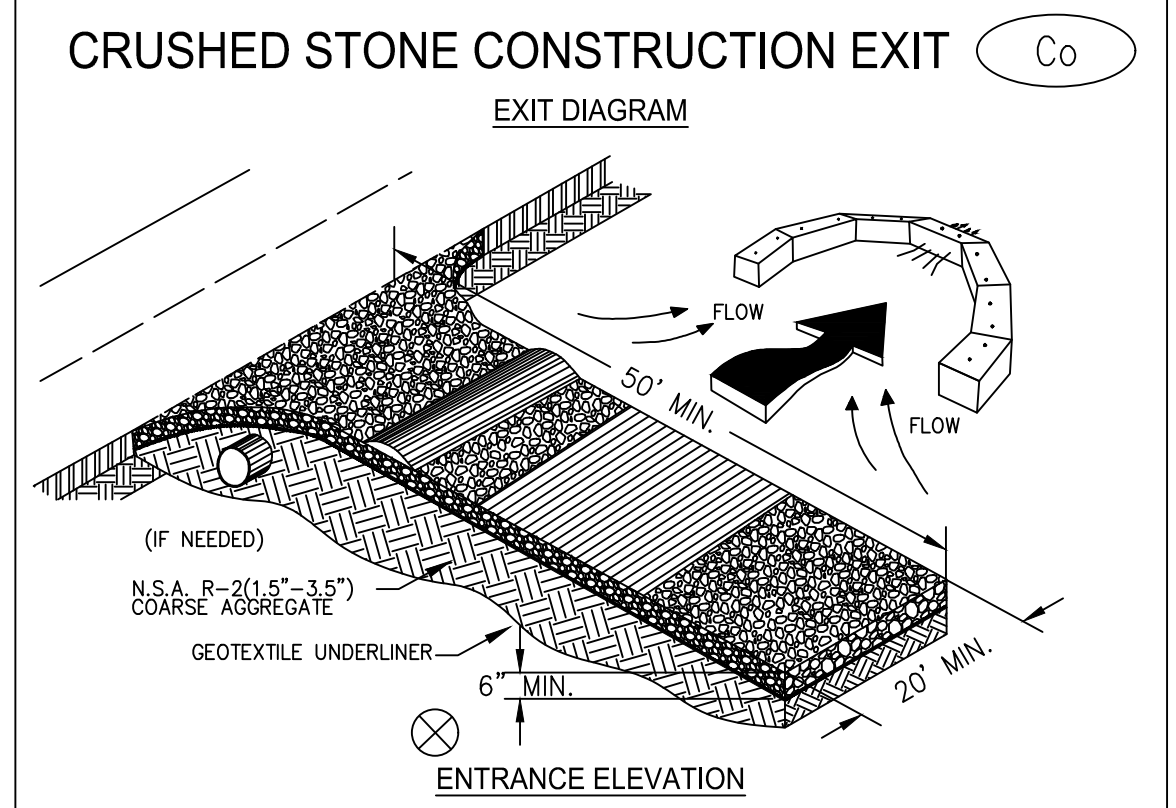 CRUSHED STONE CONSTRUCTION EXIT
Co
EXIT DIAGRAM
FLOW
50' MIN.
FLOW
(IF NEEDED)
N.S.A. R-2(1.5"-3.5")
COARSE AGGREGATE
GEOTEXTILE UNDERLINER
6" MIN.
20' MIN.
ENTRANCE ELEVATION